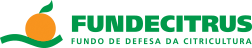 FUNDECITRUS
FUNDO DE DEFESA DA CITRICULTURA